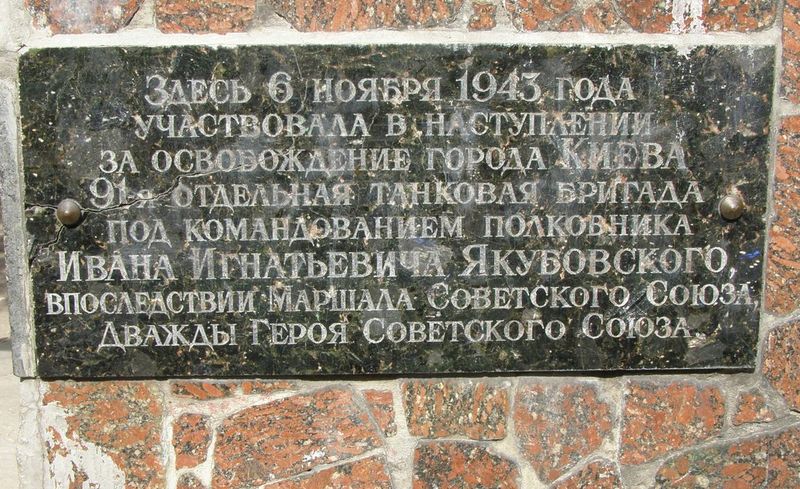 Здесь 6 ноября 1943 года
участвовала в наступлении
за освобождение города Киева
91-я отдельная танковая бригада
под командованием полковника
Ивана Игнатьевича Якубовского,
впоследствии Маршала Советского Союза,
дважды Героя Советского Союза.